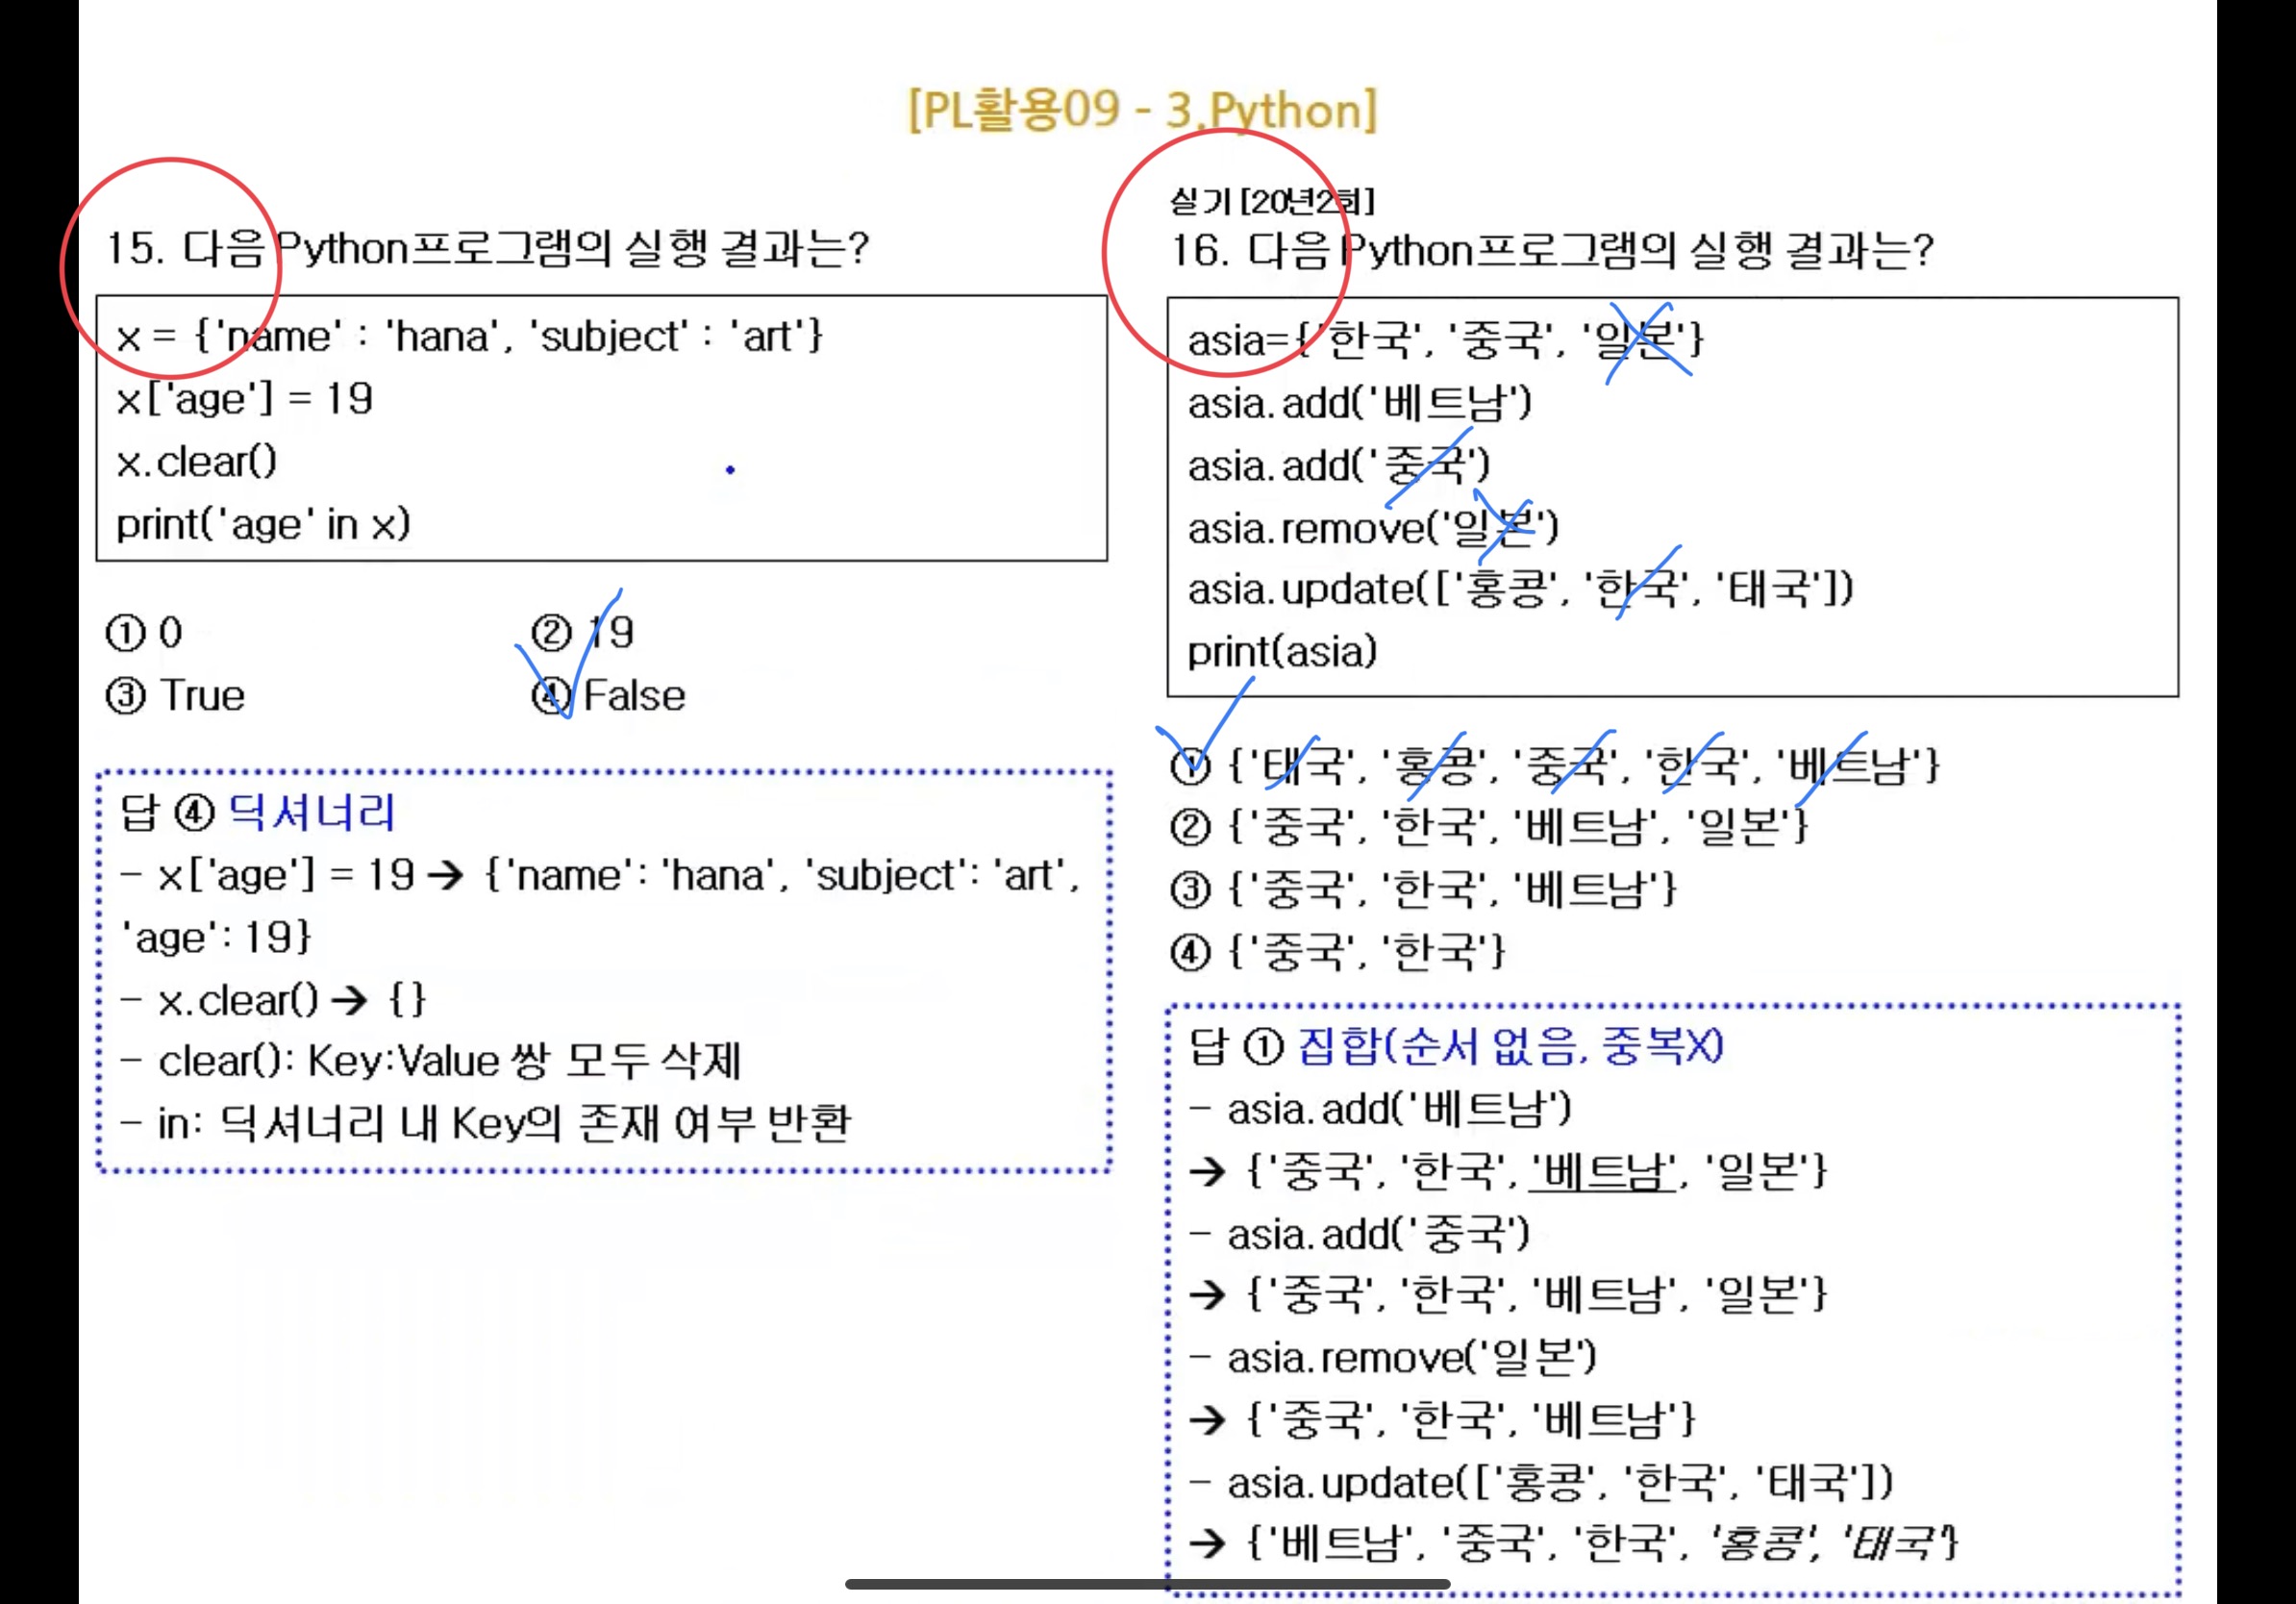 [PL활용09 - 3.Python]
15. 다음 Python프로그램의 실행 결과는?
x = {'name' : 'hana', 'subject' : 'art'}
x['age'] = 19
x.clear()
print('age' in x)
① 0
② 19
③ True
④ False
답 ④ 딕셔너리
- x['age'] = 19 → {'name': 'hana', 'subject': 'art',
'age': 19}
- x.clear() → {}
- clear(): Key:Value 쌍 모두 삭제
- in: 딕셔너리 내 Key의 존재 여부 반환
실기 [20년2회]
16. 다음 Python프로그램의 실행 결과는?
asia={'한국', '중국', '일본'}
asia.add('베트남')
asia.add('중국')
asia.remove('일본')
asia.update(['홍콩', '한국', '태국'])
print(asia)
① {'태국', '홍콩', '중국', '한국', '베트남'}
② {'중국', '한국', '베트남', '일본'}
③ {'중국', '한국', '베트남'}
④ {'중국', '한국'}
답 ① 집합(순서 없음, 중복X)
- asia.add('베트남')
→ {'중국', '한국', '베트남', '일본'}
- asia.add('중국')
→ {'중국', '한국', '베트남', '일본'}
- asia.remove('일본')
→ {'중국', '한국', '베트남'}
- asia.update(['홍콩', '한국', '태국'])
→ {'베트남', '중국', '한국', '홍콩', '태국'}